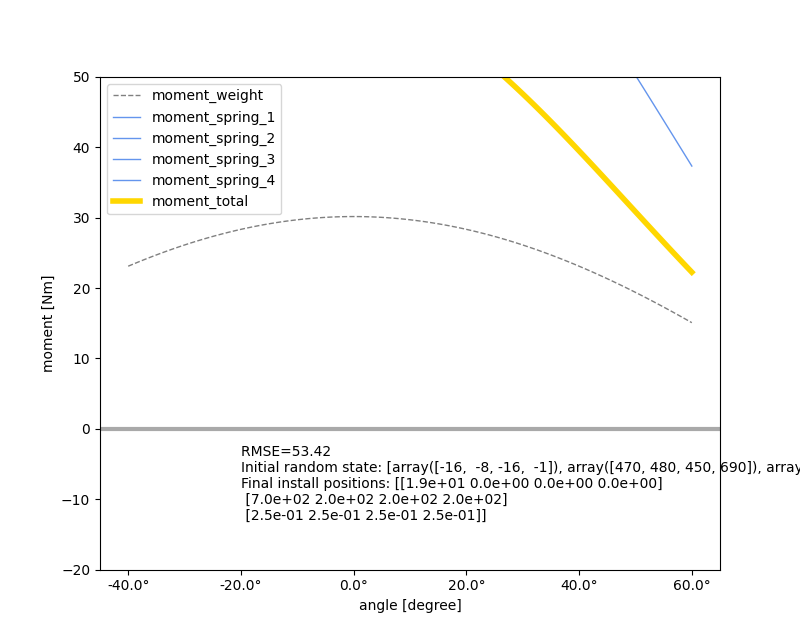 50
40
30
20
10
0
−10
−20
moment [Nm]
moment_weight
moment_spring_1
moment_spring_2
moment_spring_3
moment_spring_4
moment_total
RMSE=53.42
Initial random state: [array([-16,  -8, -16,  -1]), array([470, 480, 450, 690]), array
Final install positions: [[1.9e+01 0.0e+00 0.0e+00 0.0e+00]
[7.0e+02 2.0e+02 2.0e+02 2.0e+02]
[2.5e-01 2.5e-01 2.5e-01 2.5e-01]]
-40.0° -20.0° 0.0° 20.0° 40.0° 60.0°
angle [degree]